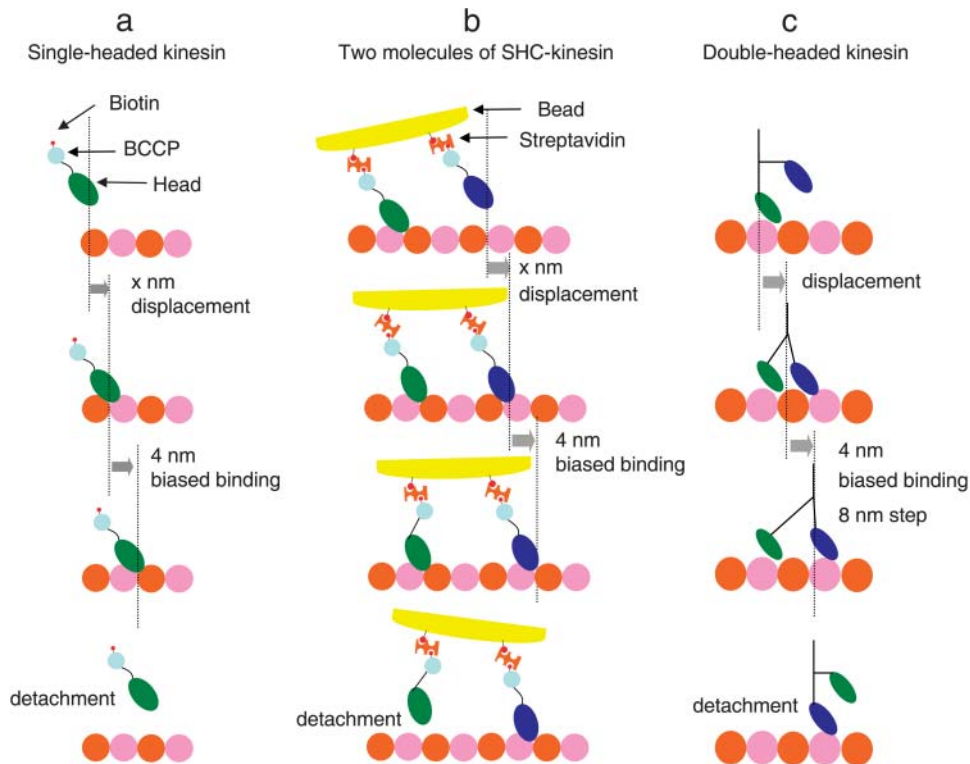 a
Single-headed kinesin
Biotin
BCCP
Head
x nm
displacement
4 nm
biased binding
detachment
b
Two molecules of SHC-kinesin
Bead
Streptavidin
x nm
displacement
4 nm
biased binding
detachment
c
Double-headed kinesin
displacement
4 nm
biased binding
8 nm step
detachment